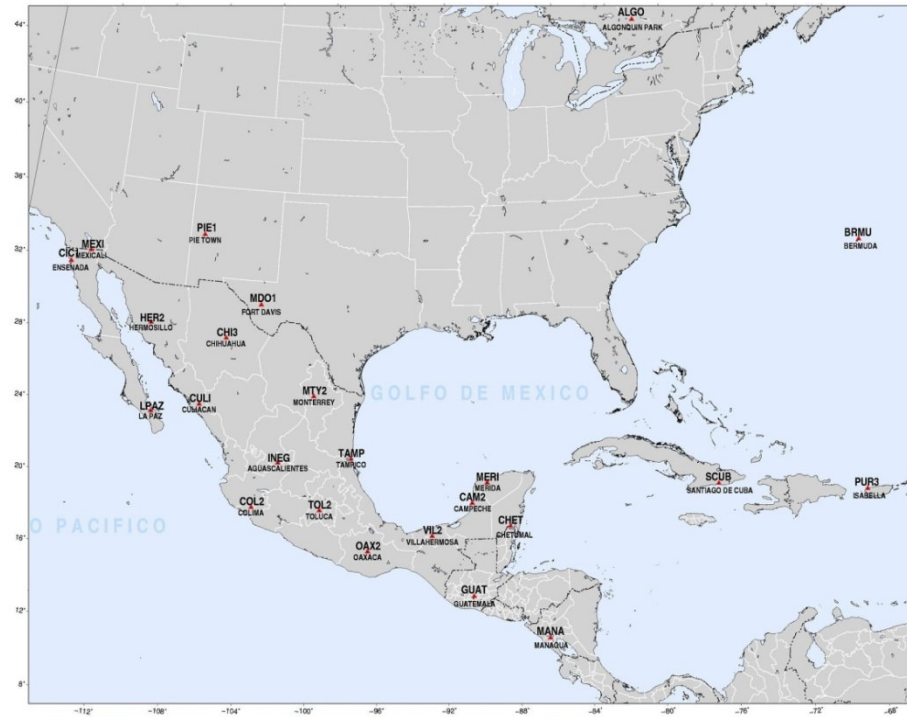 44°
ALGO
ALGONQUIN PARK
40°
36°
PIE1
PIE TOWN
BRMU
BERMUDA
MEXI
MEXICALI
32°
CIC1
ENSENADA
MDO1
FORT DAVIS
HER2
HERMOSILLO
28°
CHI3
CHIHUAHUA
24°
GOLFO DE MEXICO
MTY2
MONTERREY
CULI
CULIACAN
LPAZ
LA PAZ
20°
INEG
AGUASCALIENTES
TAMP
TAMPICO
MERI
MERIDA
SCUB
SANTIAGO DE CUBA
PUR3
ISABELLA
CAM2
CAMPECHE
COL2
COLIMA
TOL2
TOLUCA
CHET
CHETUMAL
O PACIFICO
16°
VIL2
VILLAHERMOSA
OAX2
OAXACA
GUAT
GUATEMALA
12°
MANA
MANAGUA
8°
-112° -108° -104° -100° -96° -92° -88° -84° -80° -76° -72° -68°